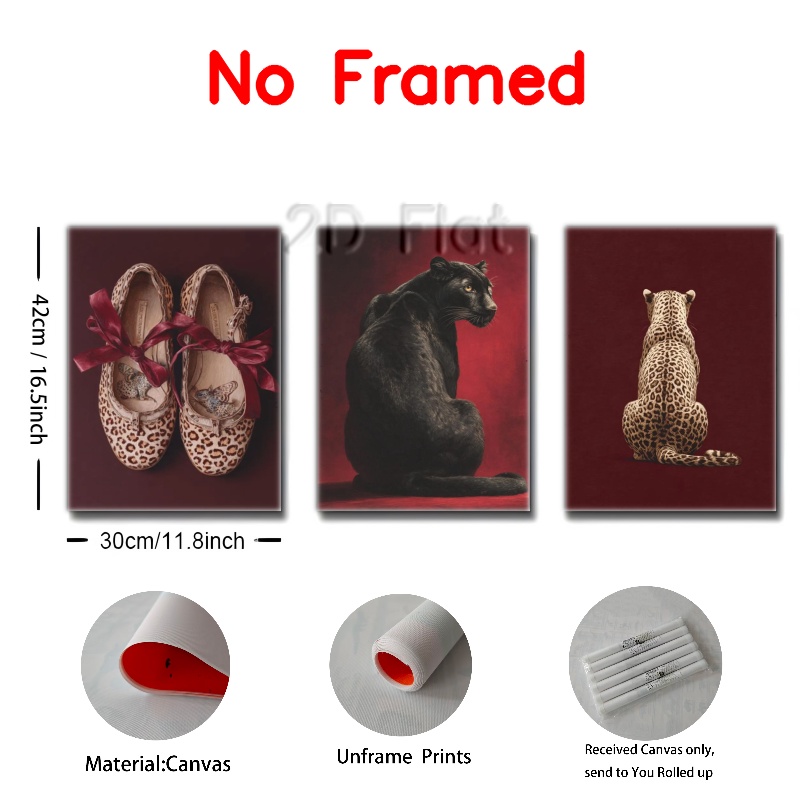 No Framed
2D Flat
42cm / 16.5inch
30cm/11.8inch
Material:Canvas
Unframe Prints
Received Canvas only,
send to You Rolled up